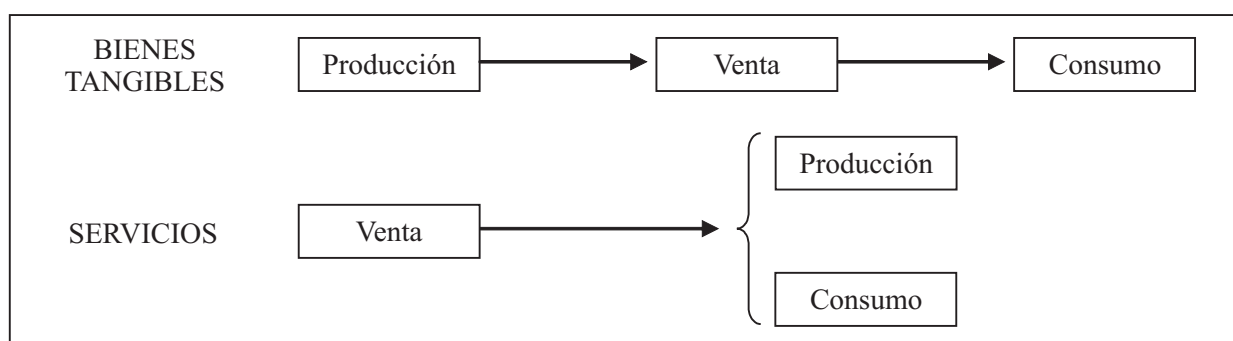 BIENES
TANGIBLES
Producción
Venta
Consumo
SERVICIOS
Venta
Producción
Consumo